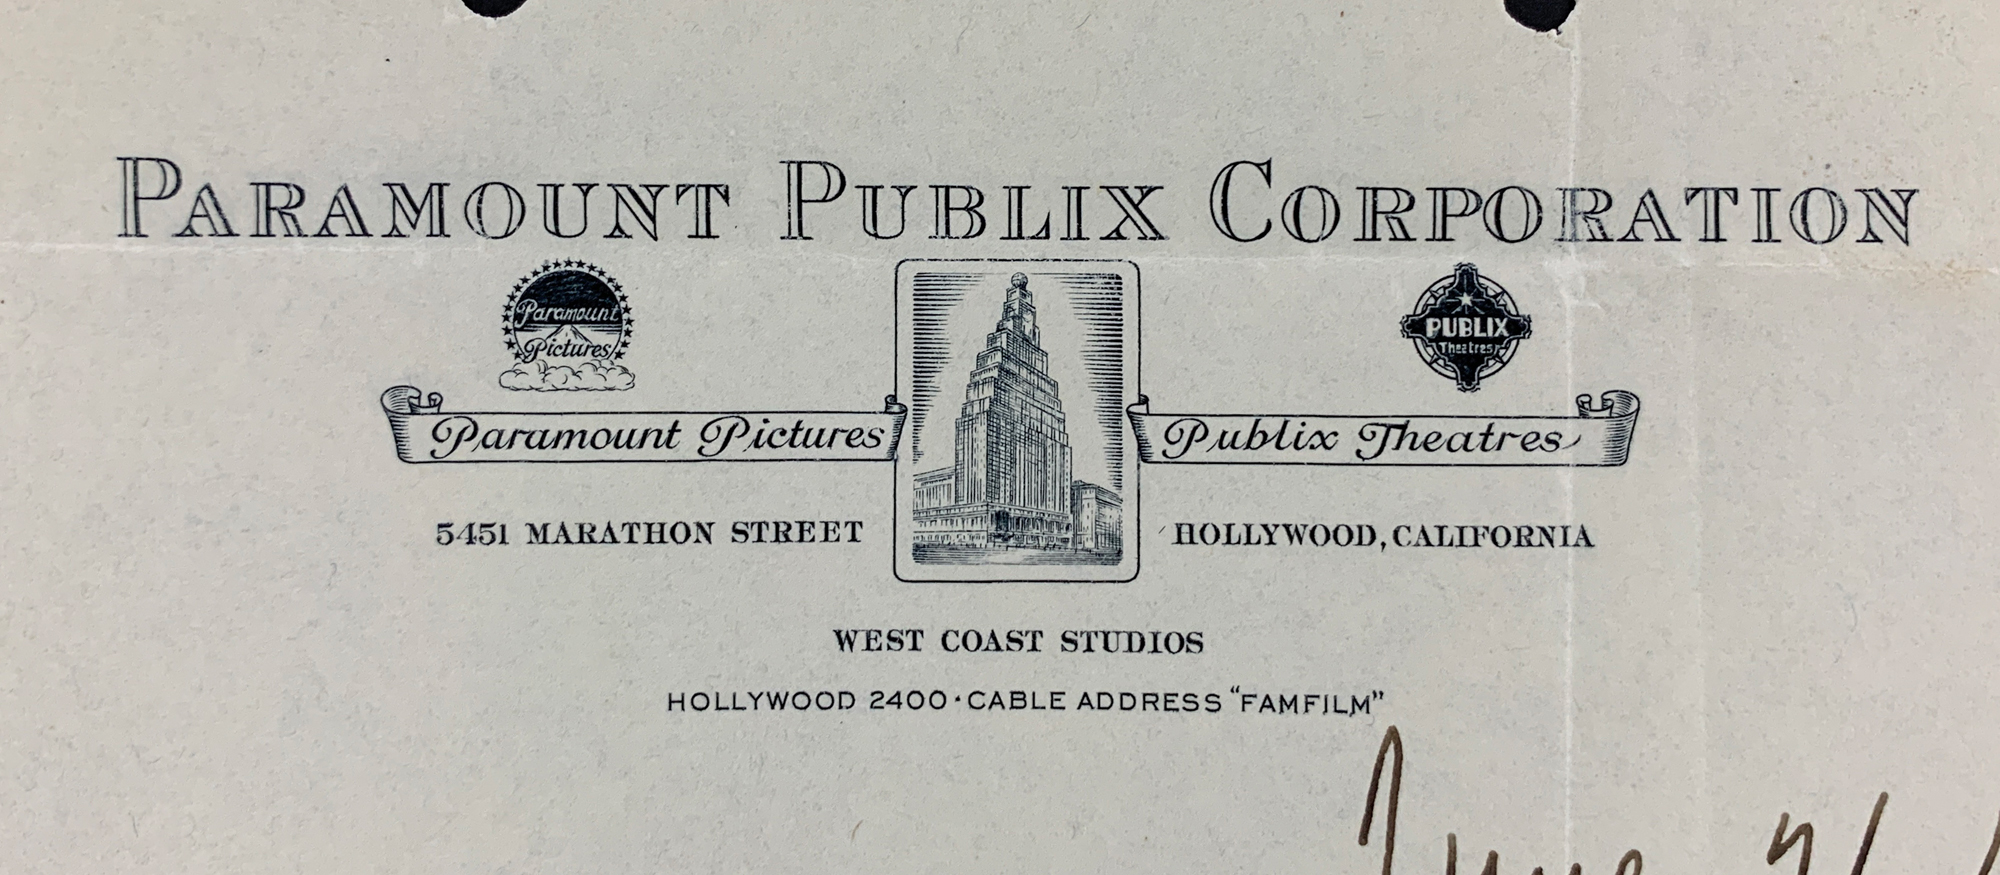 PARAMOUNT PUBLIX CORPORATION
Paramount
Pictures
PUBLIX
Theatres
Paramount Pictures
Publix Theatres
5451 MARATHON STREET
HOLLYWOOD, CALIFORNIA
WEST COAST STUDIOS
HOLLYWOOD 2400 · CABLE ADDRESS "FAMFILM"
June